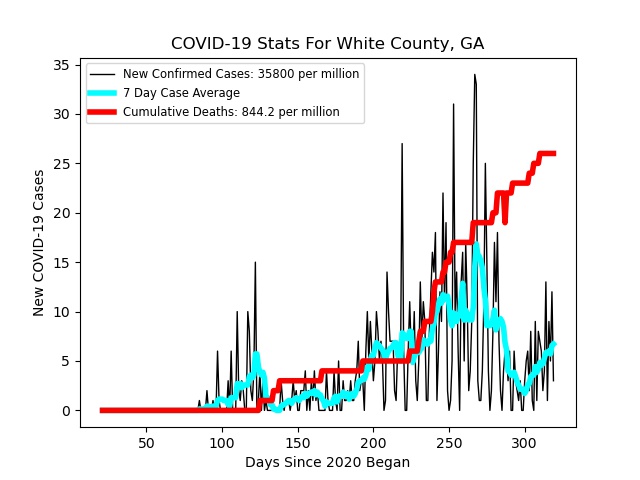 COVID-19 Stats For White County, GA
New Confirmed Cases: 35800 per million
7 Day Case Average
Cumulative Deaths: 844.2 per million
New COVID-19 Cases
35
30
25
20
15
10
5
0
50
100
150
200
250
300
Days Since 2020 Began